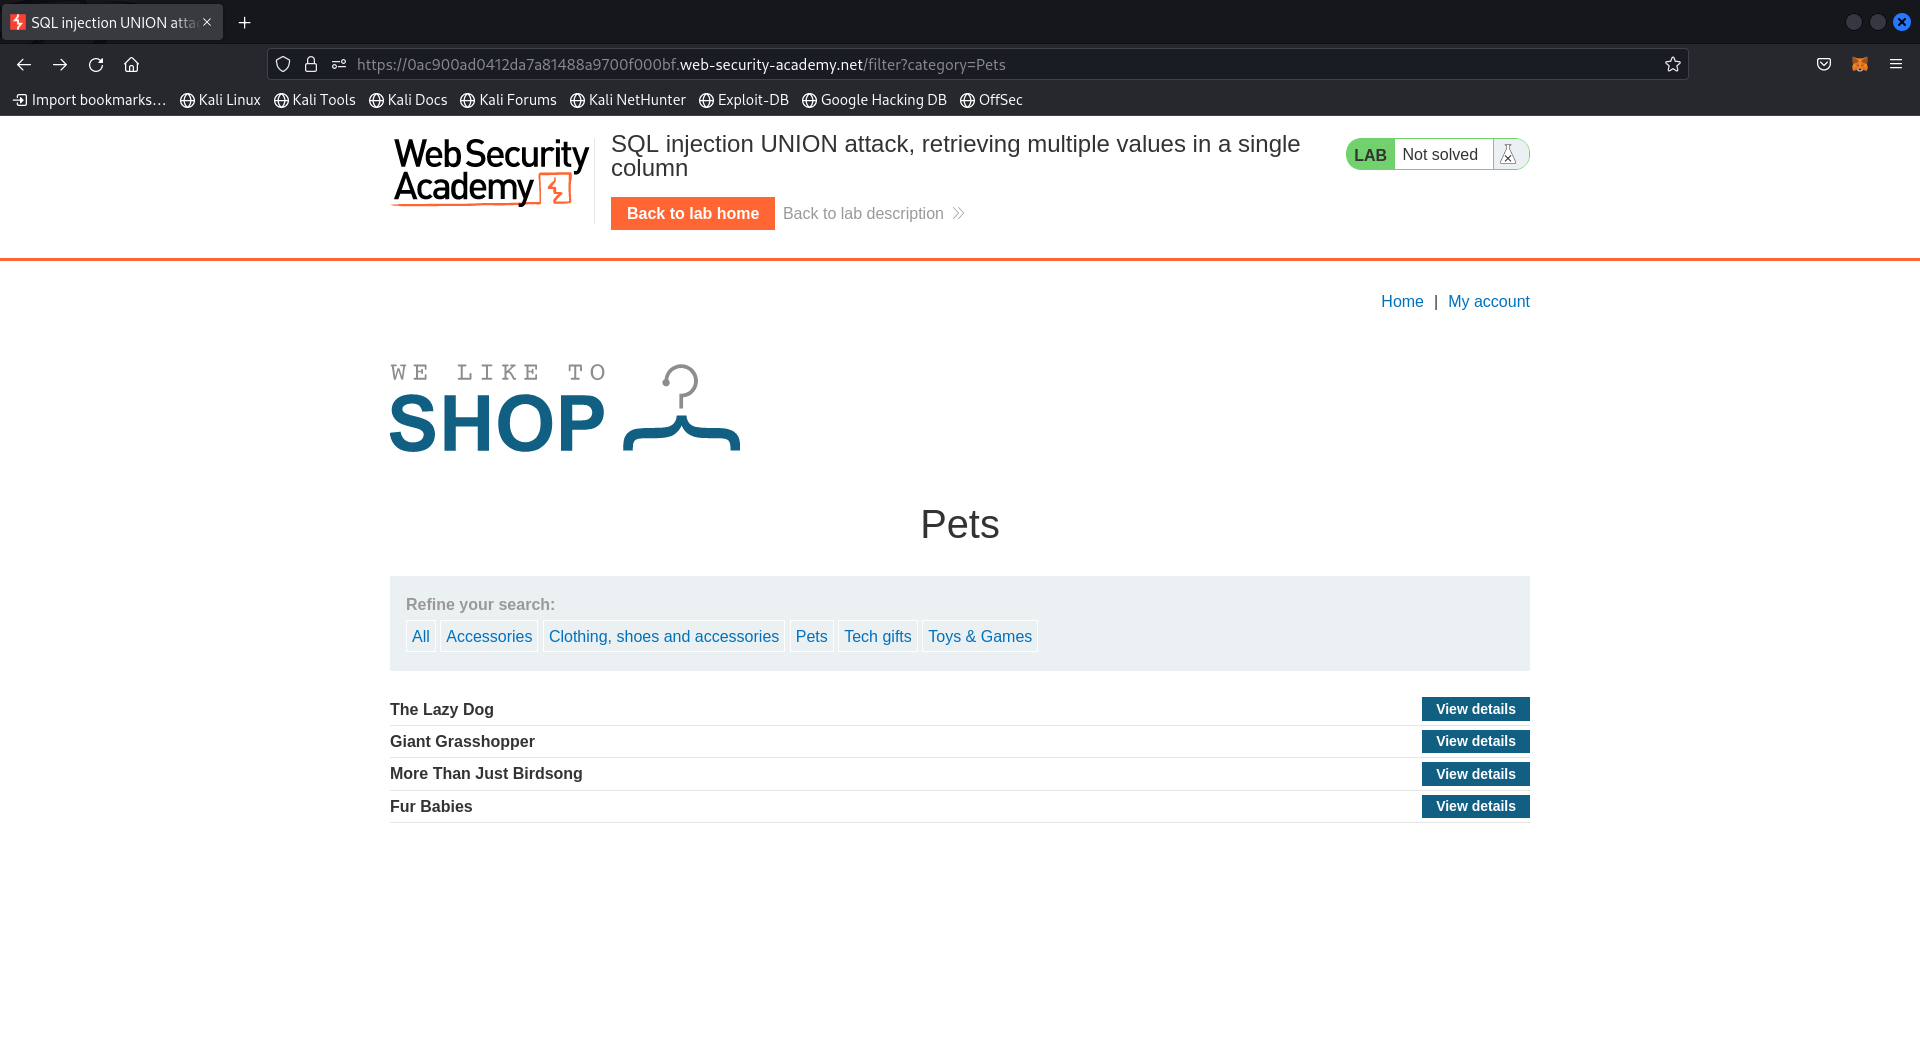 SQL injection UNION atta
https://0ac900ad0412da7a81488a9700f000bf.web-security-academy.net/filter?category=Pets
Import bookmarks... Kali Linux Kali Tools Kali Docs Kali Forums Kali NetHunter Exploit-DB Google Hacking DB OffSec
Web Security
Academy
SQL injection UNION attack, retrieving multiple values in a single
column
LAB Not solved
Back to lab home Back to lab description
Home | My account
WE LIKE TO
SHOP
Pets
Refine your search:
All Accessories Clothing, shoes and accessories Pets Tech gifts Toys & Games
The Lazy Dog View details
Giant Grasshopper View details
More Than Just Birdsong View details
Fur Babies View details